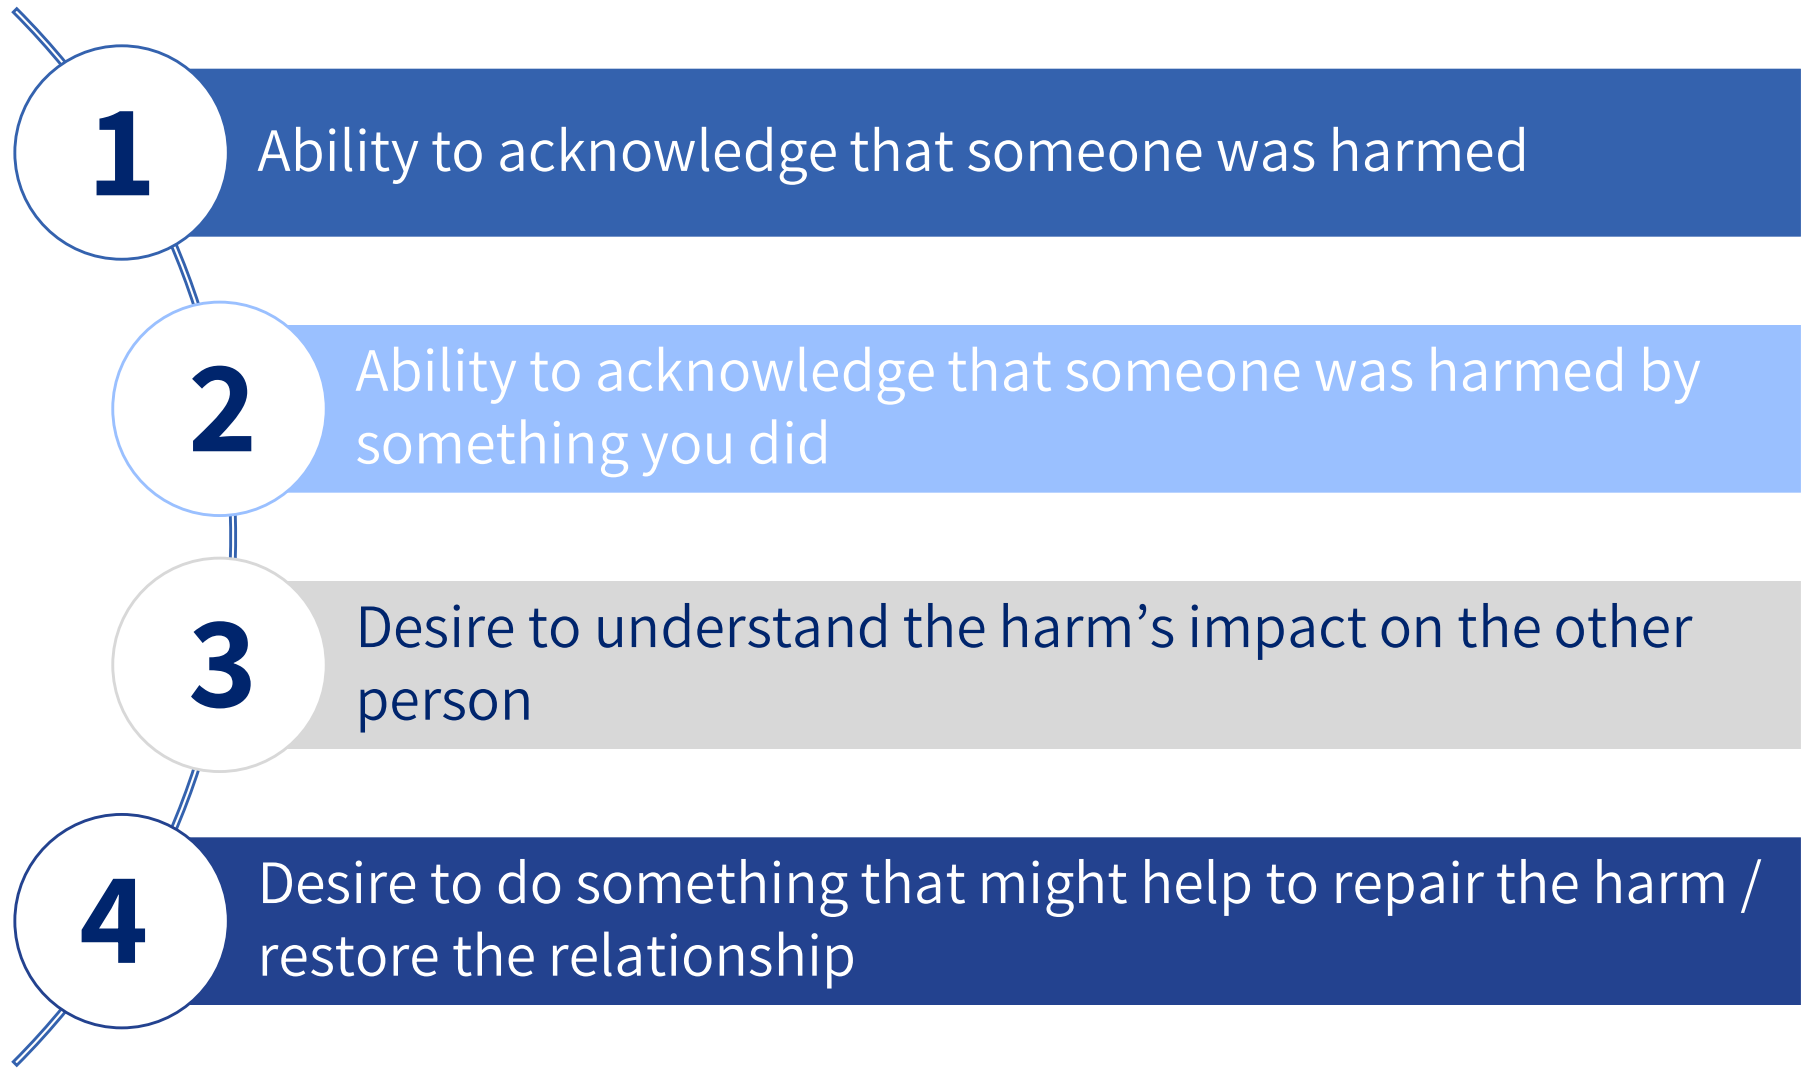 1
Ability to acknowledge that someone was harmed
2
Ability to acknowledge that someone was harmed by
something you did
3
Desire to understand the harm’s impact on the other
person
4
Desire to do something that might help to repair the harm /
restore the relationship